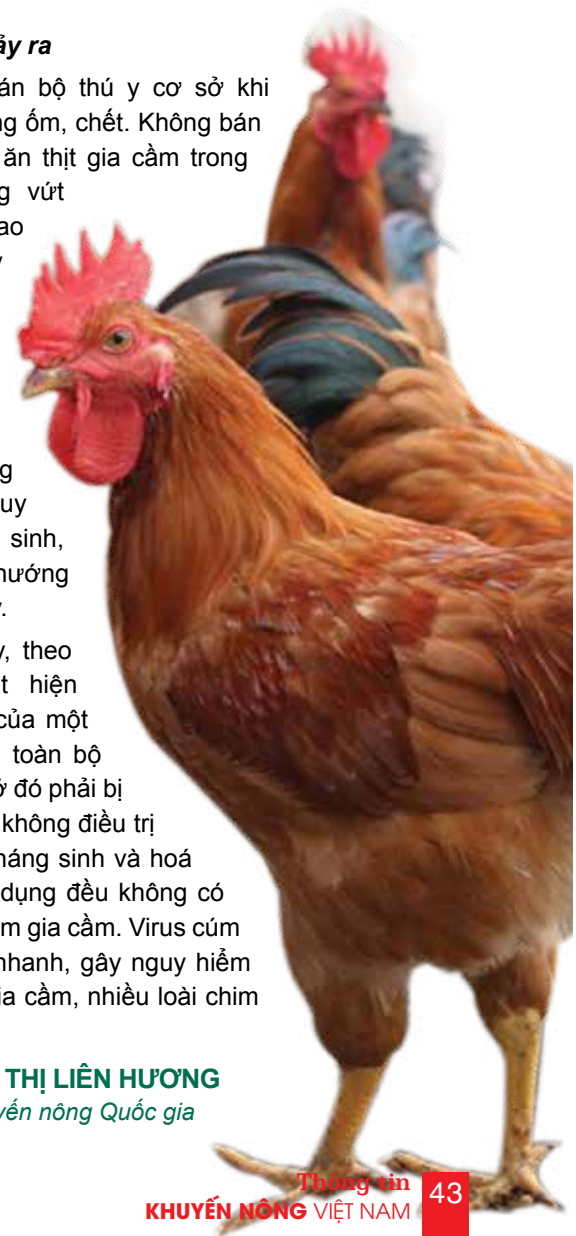 ảy ra
án bộ thú y cơ sở khi
ng ốm, chết. Không bán
ăn thịt gia cầm trong
g vứt
ao
y
g
uy
sinh,
hướng
y.
y, theo
t hiện
của một
toàn bộ
ở đó phải bị
không điều trị
háng sinh và hoá
dụng đều không có
m gia cầm. Virus cúm
nhanh, gây nguy hiểm
ia cầm, nhiều loài chim
THỊ LIÊN HƯƠNG
yến nông Quốc gia
Thông tin
KHUYẾN NÔNG VIỆT NAM 43